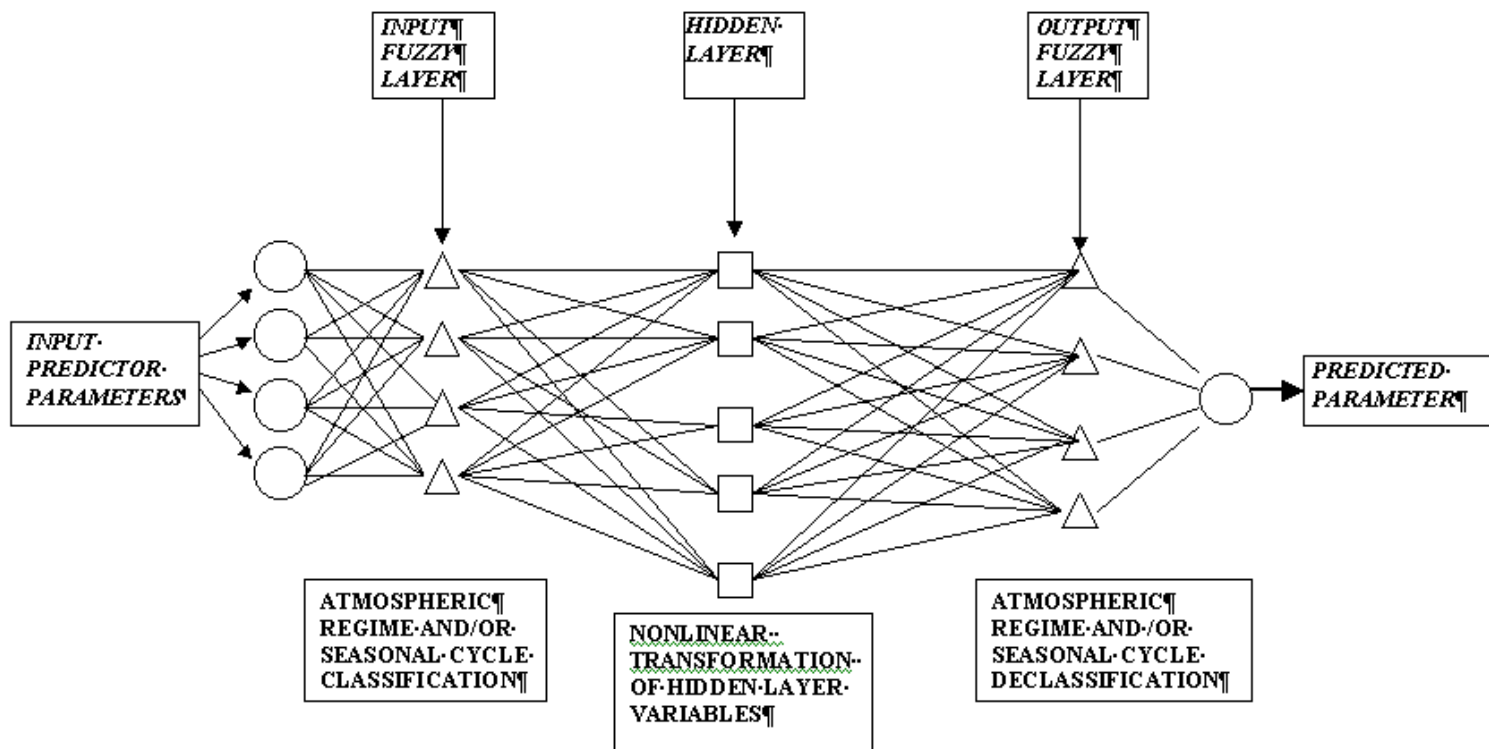 INPUT¶
FUZZY¶
LAYER¶
HIDDEN·
LAYER¶
OUTPUT¶
FUZZY¶
LAYER¶
INPUT·
PREDICTOR·
PARAMETERS¶
PREDICTED·
PARAMETER¶
ATMOSPHERIC¶
REGIME·AND/OR·
SEASONAL·CYCLE·
CLASSIFICATION¶
NONLINEAR··
TRANSFORMATION··
OF·HIDDEN·LAYER·
VARIABLES¶
ATMOSPHERIC¶
REGIME·AND·/OR·
SEASONAL·CYCLE·
DECLASSIFICATION¶